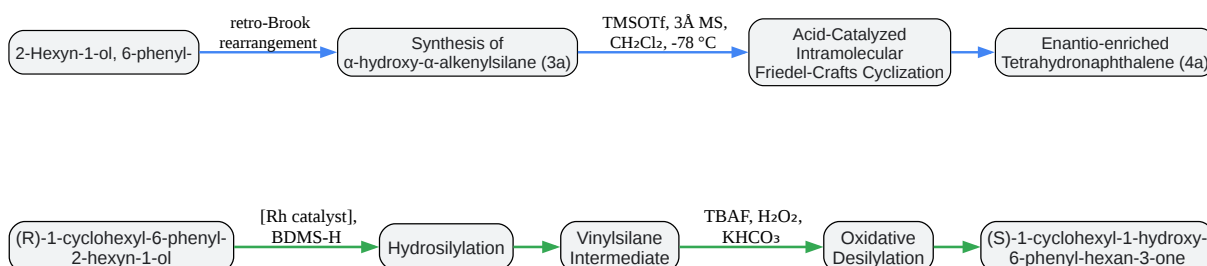 retro-Brook
rearrangement
TMSOTf, 3Å MS,
CH₂Cl₂, -78 °C
2-Hexyn-1-ol, 6-phenyl-
Synthesis of
α-hydroxy-α-alkenylsilane (3a)
Acid-Catalyzed
Intramolecular
Friedel-Crafts Cyclization
Enantio-enriched
Tetrahydronaphthalene (4a)
[Rh catalyst],
BDMS-H
TBAF, H₂O₂,
KHCO₃
(R)-1-cyclohexyl-6-phenyl-
2-hexyn-1-ol
Hydrosilylation
Vinylsilane
Intermediate
Oxidative
Desilylation
(S)-1-cyclohexyl-1-hydroxy-
6-phenyl-hexan-3-one